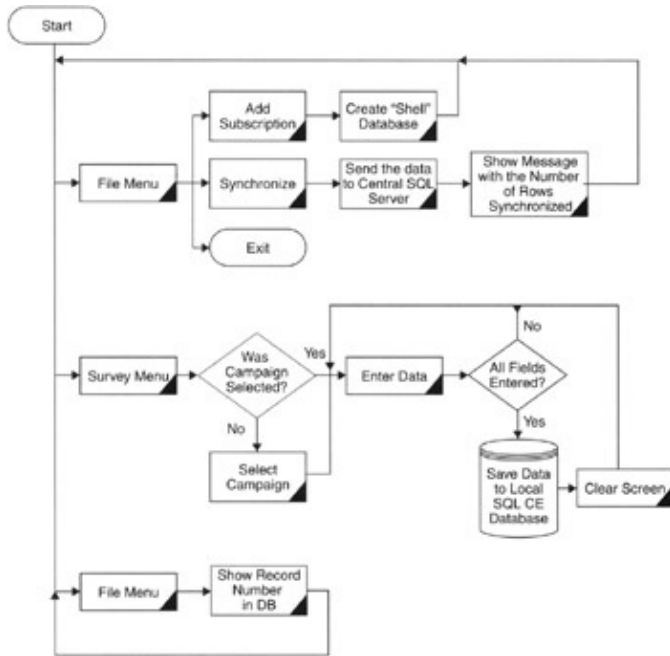 Start
Add
Subscription
Create "Shell"
Database
File Menu
Synchronize
Send the data
to Central SQL
Server
Show Message
with the Number
of Rows
Synchronized
Exit
Survey Menu
Was
Campaign
Selected?
Yes
No
Select
Campaign
Enter Data
All Fields
Entered?
No
Yes
Save Data
to Local
SQL CE
Database
Clear Screen
File Menu
Show Record
Number
in DB